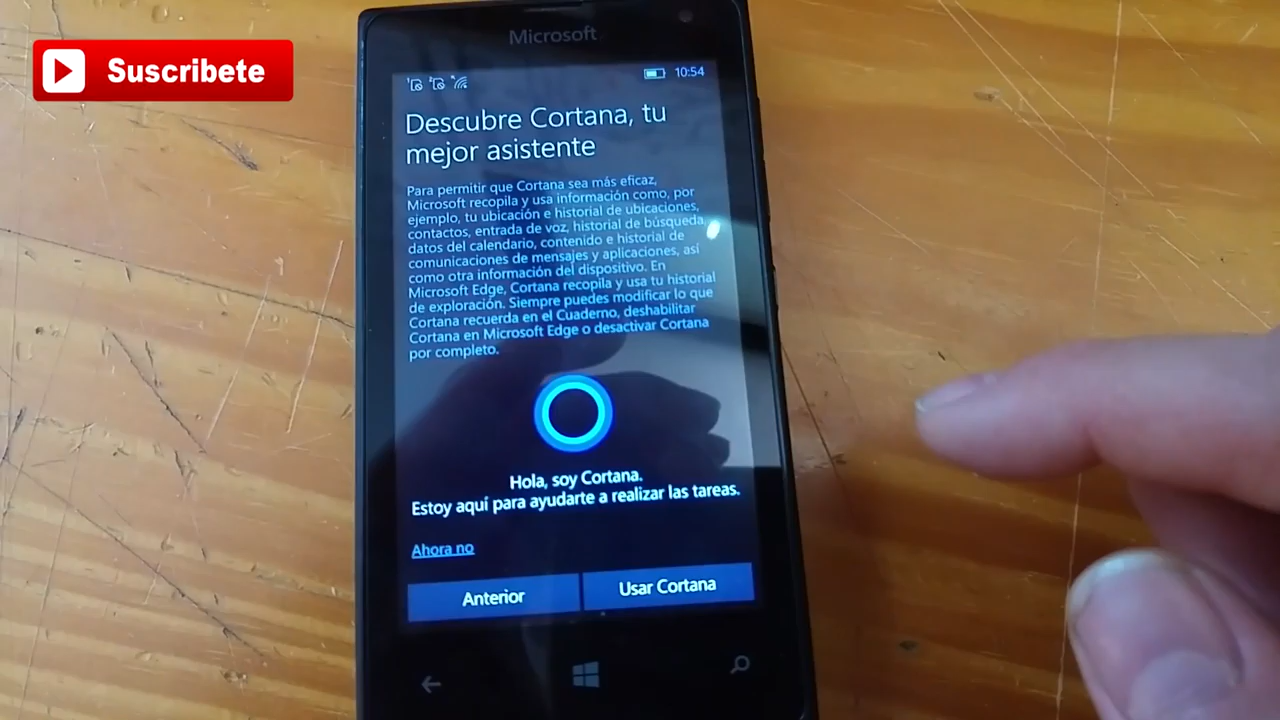 Suscribete
Microsoft
10:54
Descubre Cortana, tu
mejor asistente
Para permitir que Cortana sea más eficaz,
Microsoft recopila y usa información como, por
ejemplo, tu ubicación e historial de ubicaciones,
contactos, entrada de voz, historial de búsqueda,
datos del calendario, contenido e historial de
comunicaciones de mensajes y aplicaciones, así
como otra información del dispositivo. En
Microsoft Edge, Cortana recopila y usa tu historial
de exploración. Siempre puedes modificar lo que
Cortana recuerda en el Cuaderno, deshabilitar
Cortana en Microsoft Edge o desactivar Cortana
por completo.
Hola, soy Cortana.
Estoy aquí para ayudarte a realizar las tareas.
Ahora no
Anterior
Usar Cortana